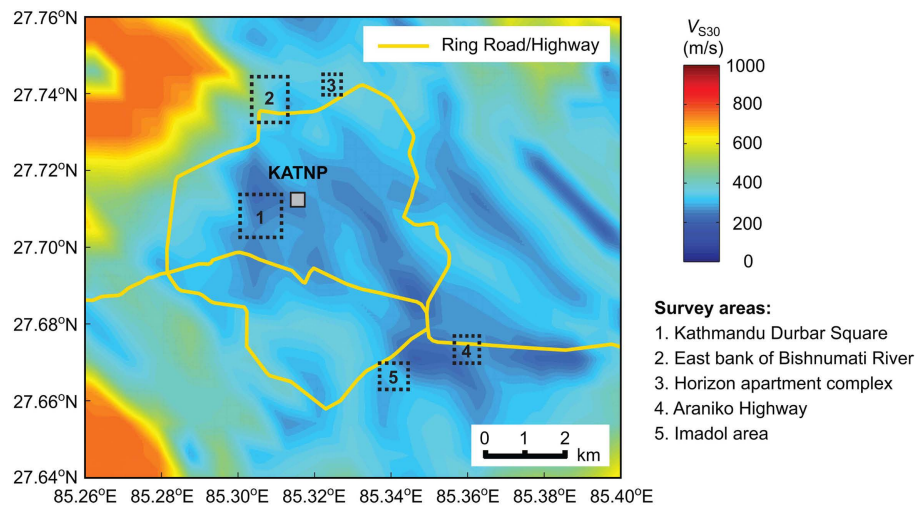 27.76°N
27.74°N
27.72°N
27.70°N
27.68°N
27.66°N
27.64°N
85.26°E 85.28°E 85.30°E 85.32°E 85.34°E 85.35°E 85.38°E 85.40°E
Ring Road/Highway
2
3
KATNP
1
4
5
0 1 2
km
VS30
(m/s)
1000
800
600
400
200
0
Survey areas:
1. Kathmandu Durbar Square
2. East bank of Bishnumati River
3. Horizon apartment complex
4. Araniko Highway
5. Imadol area